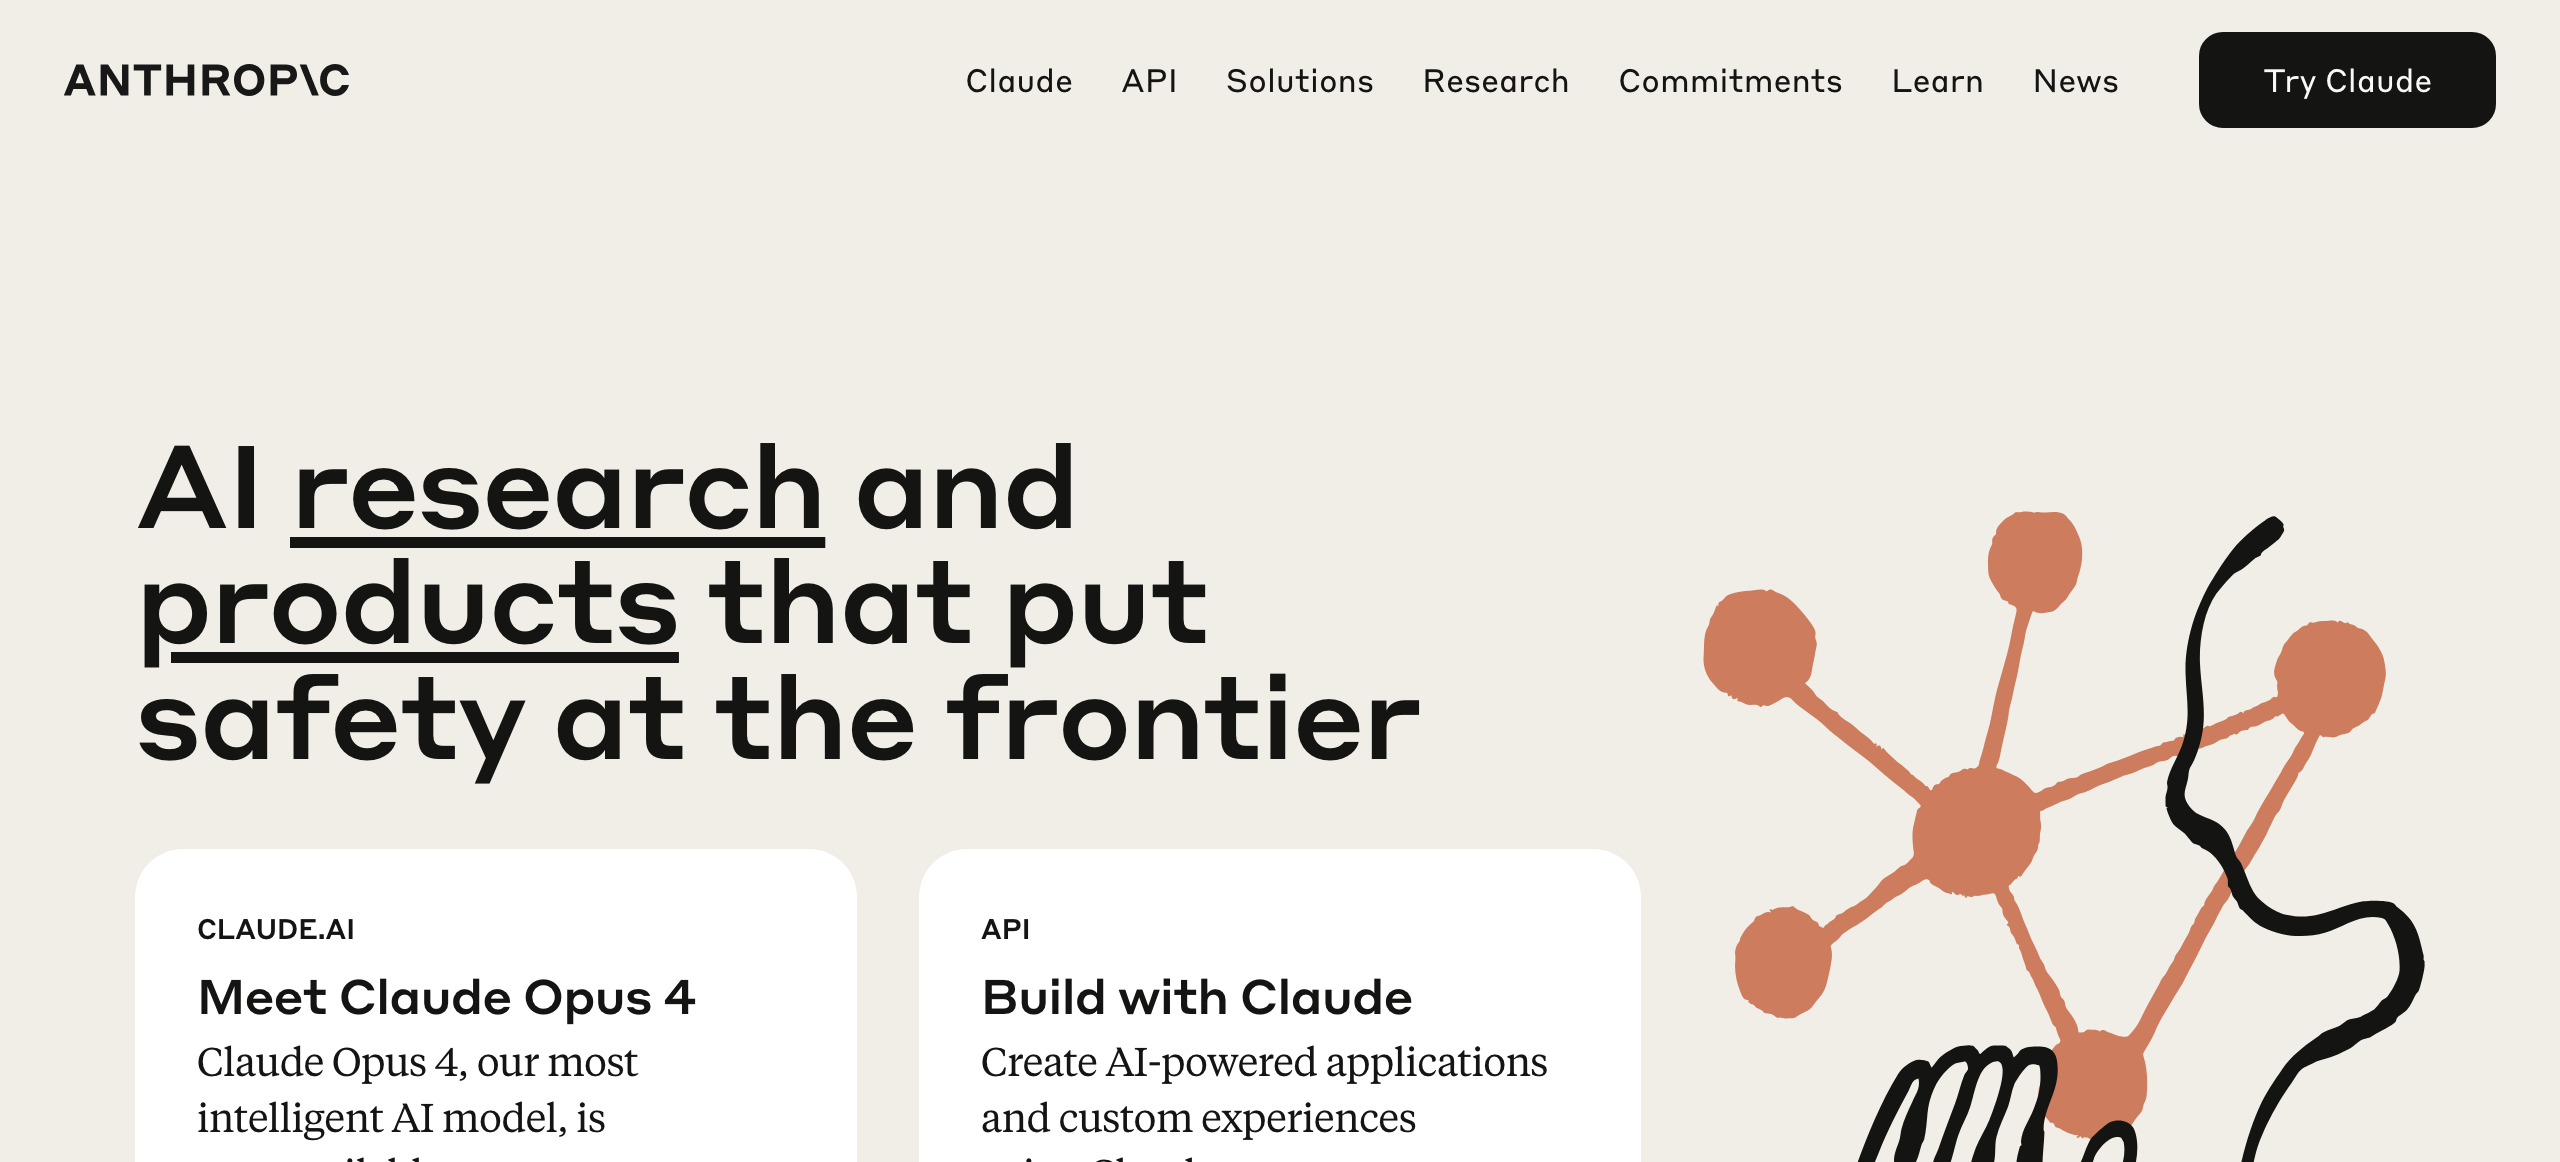 ANTHROP\C
Claude API Solutions Research Commitments Learn News Try Claude
AI research and
products that put
safety at the frontier
CLAUDE.AI
Meet Claude Opus 4
Claude Opus 4, our most
intelligent AI model, is
API
Build with Claude
Create AI-powered applications
and custom experiences